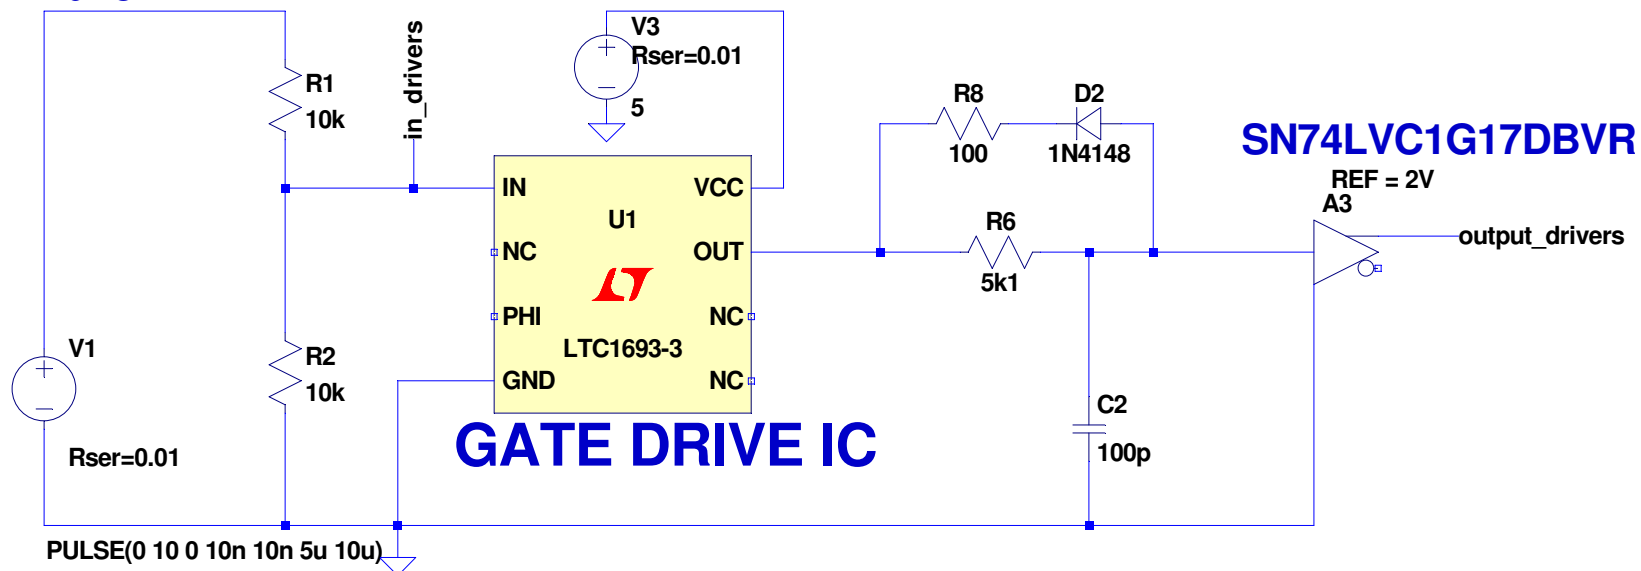 V1
Rser=0.01
PULSE(0 10 0 10n 10n 5u 10u)
R1
10k
R2
10k
in_drivers
V3
Rser=0.01
5
IN
VCC
U1
NC
OUT
PHI
NC
LTC1693-3
GND
NC
GATE DRIVE IC
R8
100
D2
1N4148
R6
5k1
C2
100p
SN74LVC1G17DBVR
REF = 2V
A3
output_drivers